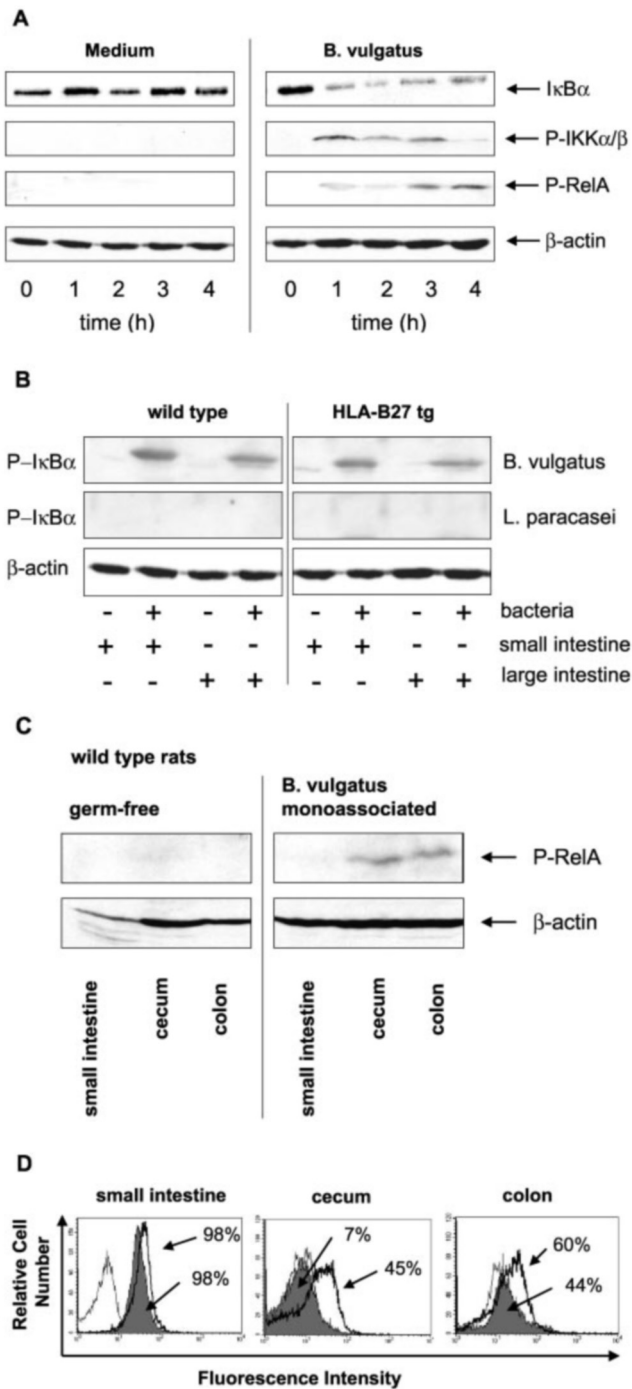 A
Medium
B. vulgatus
IκBα
P-IKKα/β
P-RelA
β-actin
0 1 2 3 4
0 1 2 3 4
time (h)
time (h)
B
wild type
HLA-B27 tg
P–IκBα
B. vulgatus
P–IκBα
L. paracasei
β-actin
- + - + - + - + bacteria
+ + - - + + - - small intestine
- - + + - - + + large intestine
C
wild type rats
germ-free
B. vulgatus
monoassociated
P-RelA
β-actin
small intestine
cecum
colon
small intestine
cecum
colon
D
small intestine
cecum
colon
Relative Cell
Number
98%
98%
7%
45%
60%
44%
Fluorescence Intensity